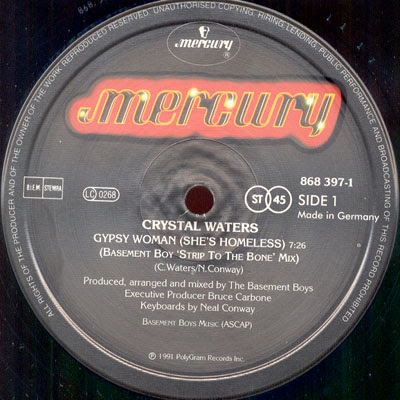 ALL RIGHTS OF THE PRODUCER AND OF THE OWNER OF THE WORK REPRODUCED RESERVED. UNAUTHORISED COPYING, HIRING, LENDING, PUBLIC PERFORMANCE AND BROADCASTING OF THIS RECORD PROHIBITED
mercury
mercury
B.I.E.M. STEMRA
LC 0268
ST 45
868 397-1
SIDE 1
Made in Germany
CRYSTAL WATERS
GYPSY WOMAN (SHE'S HOMELESS) 7:26
(BASEMENT BOY 'STRIP TO THE BONE' MIX)
(C.Waters/N.Conway)
Produced, arranged and mixed by The Basement Boys
Executive Producer Bruce Carbone
Keyboards by Neal Conway
BASEMENT BOYS MUSIC (ASCAP)
℗ 1991 PolyGram Records Inc.